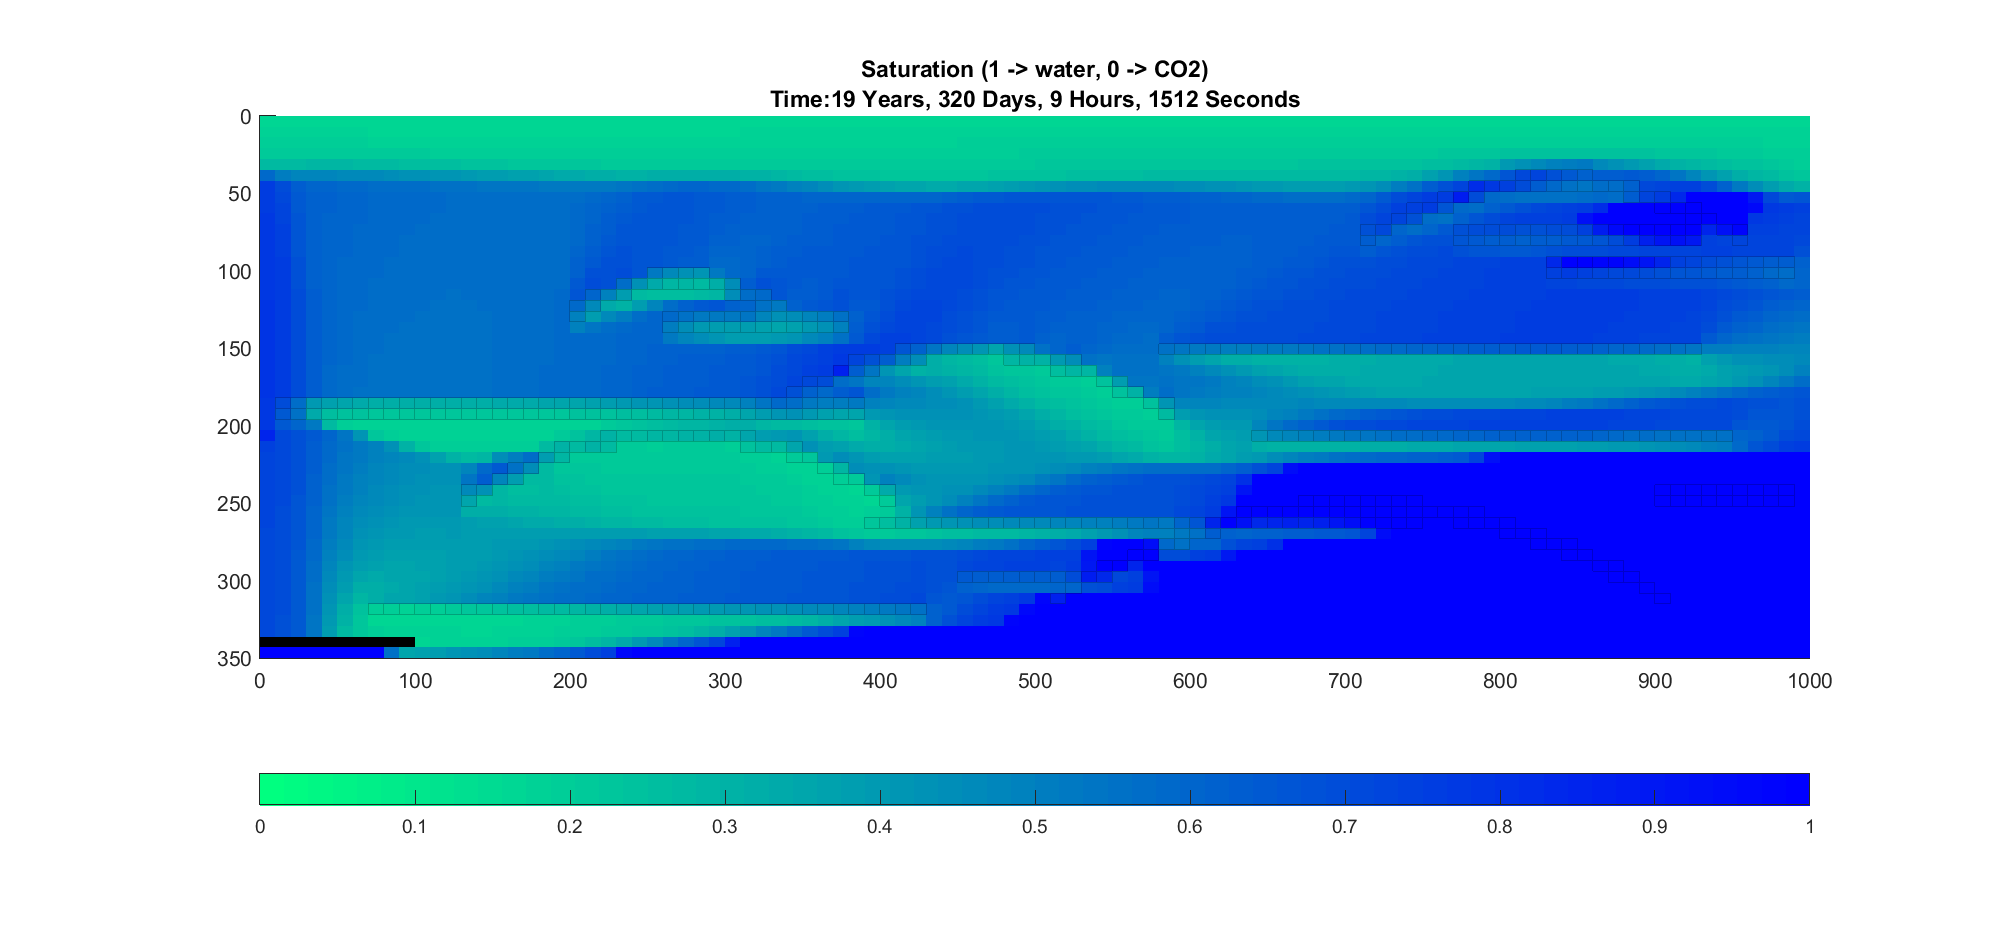 Saturation (1 -> water, 0 -> CO2)
Time:19 Years, 320 Days, 9 Hours, 1512 Seconds
0
50
100
150
200
250
300
350
0 100 200 300 400 500 600 700 800 900 1000
0 0.1 0.2 0.3 0.4 0.5 0.6 0.7 0.8 0.9 1